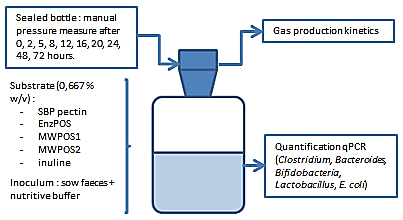 Sealed bottle : manual
pressure measure after
0, 2, 5, 8, 12, 16, 20, 24,
48, 72 hours.
Gas production kinetics
Substrate (0,667 %
w/v) :
- SBP pectin
- EnzPOS
- MWPOS1
- MWPOS2
- inuline
Inoculum : sow faeces +
nutritive buffer
Quantification qPCR
(Clostridium, Bacteroides,
Bifidobacteria,
Lactobacillus, E. coli)